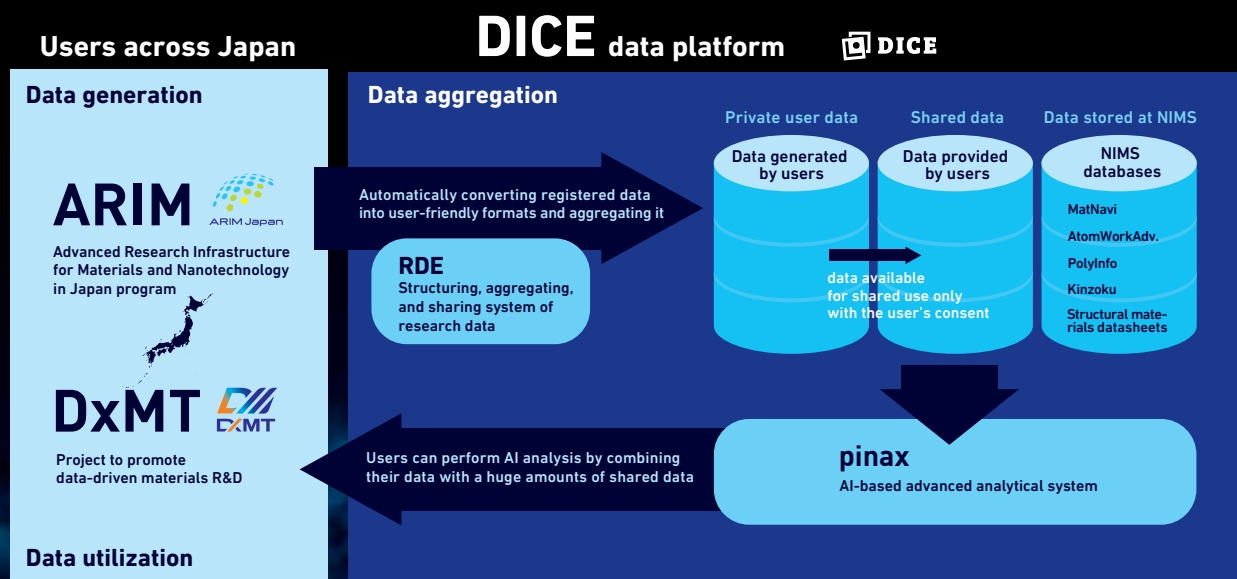 Users across Japan
DICE data platform
DICE
Data generation
ARIM
ARIM Japan
Advanced Research Infrastructure
for Materials and Nanotechnology
in Japan program
DxMT
DXMT
Project to promote
data-driven materials R&D
Data utilization
Data aggregation
Automatically converting registered data
into user-friendly formats and aggregating it
RDE
Structuring, aggregating,
and sharing system of
research data
Private user data
Data generated
by users
Shared data
Data provided
by users
data available
for shared use only
with the user's consent
Data stored at NIMS
NIMS
databases
MatNavi
AtomWorkAdv.
PolyInfo
Kinzoku
Structural mate-
rials datasheets
pinax
AI-based advanced analytical system
Users can perform AI analysis by combining
their data with a huge amounts of shared data